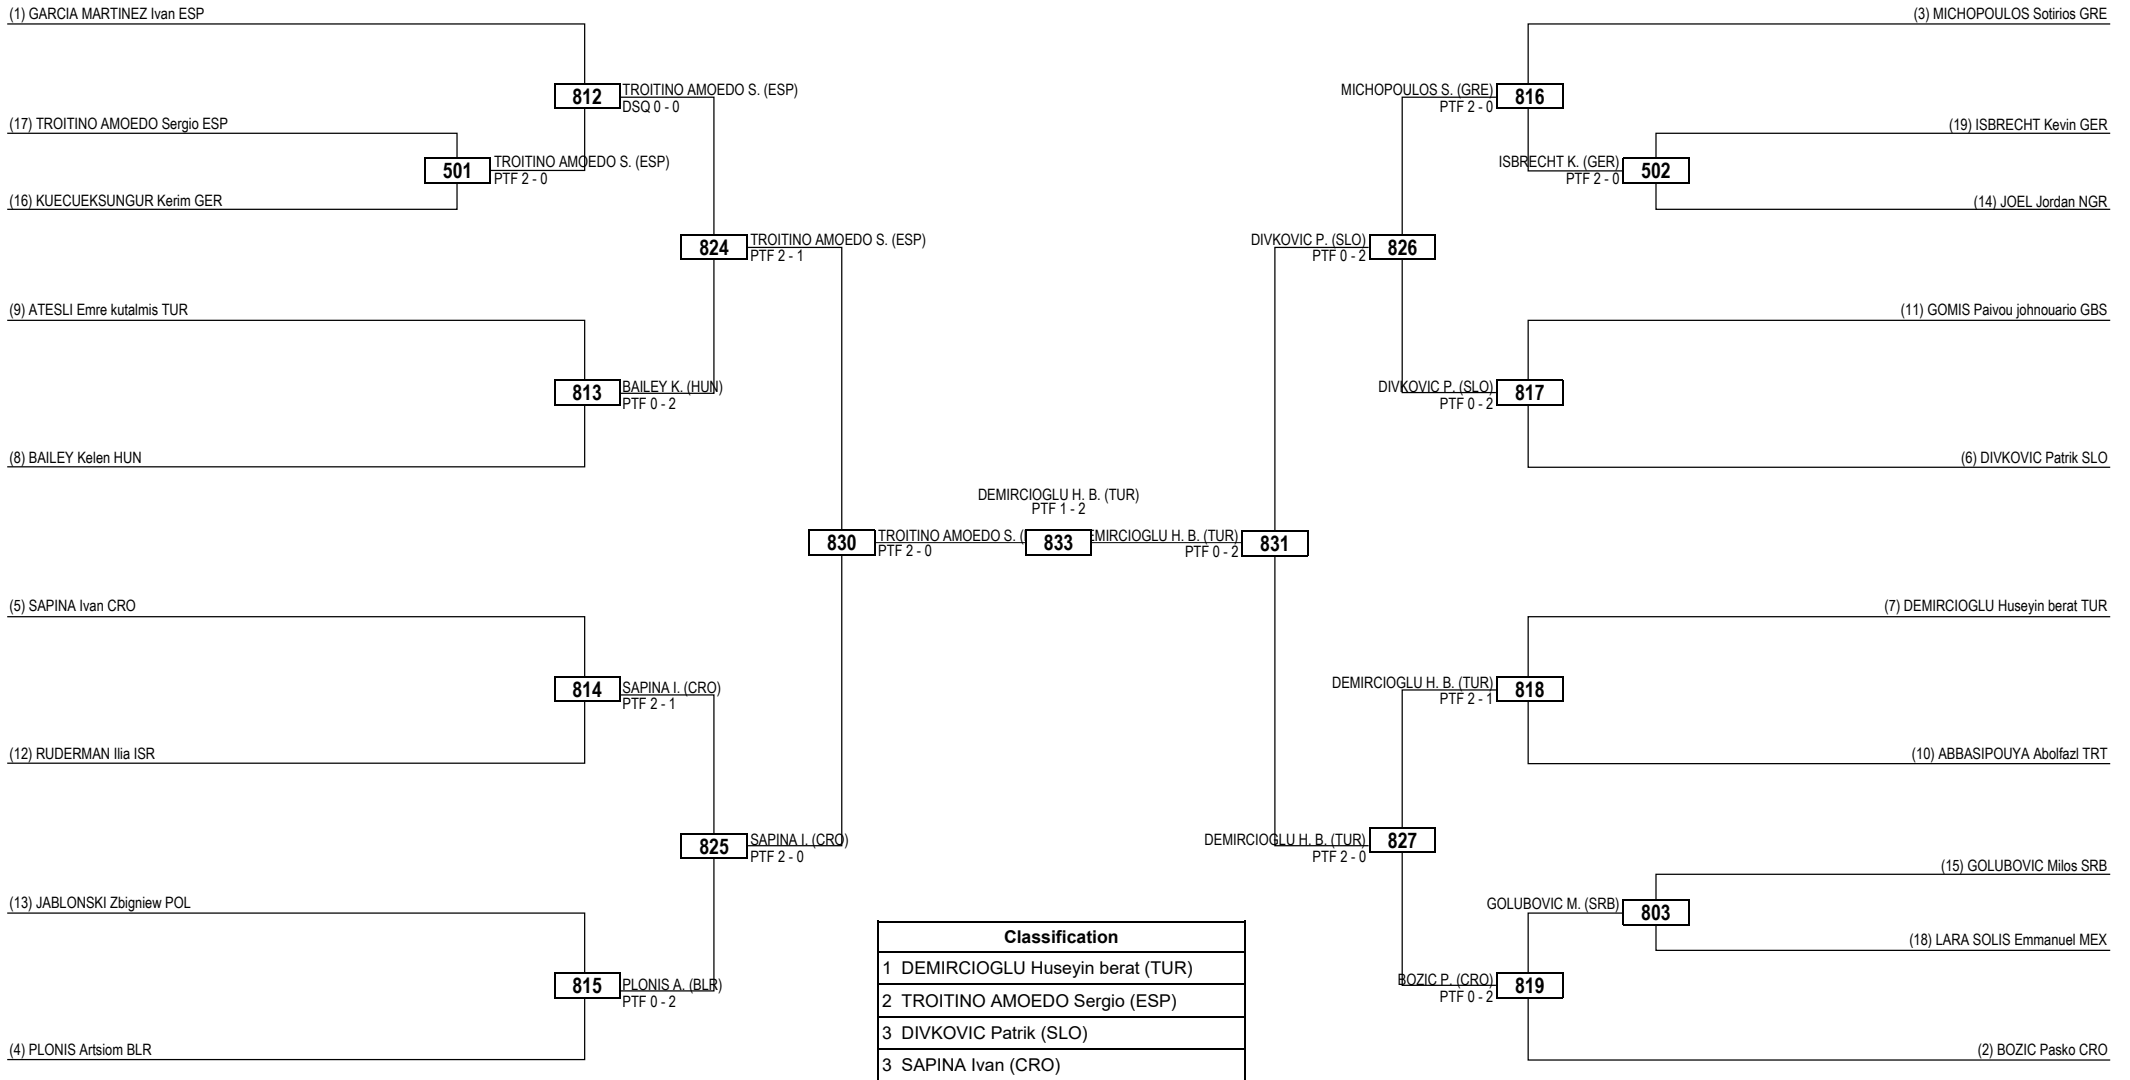 (1) GARCIA MARTINEZ Ivan ESP
(3) MICHOPOULOS Sotirios GRE
812
TROITINO AMOEDO S. (ESP)
DSQ 0 - 0
MICHOPOULOS S. (GRE)
PTF 2 - 0
816
(17) TROITINO AMOEDO Sergio ESP
(19) ISBRECHT Kevin GER
501
TROITINO AMOEDO S. (ESP)
PTF 2 - 0
ISBRECHT K. (GER)
PTF 2 - 0
502
(16) KUECUEKSUNGUR Kerim GER
(14) JOEL Jordan NGR
824
TROITINO AMOEDO S. (ESP)
PTF 2 - 1
DIVKOVIC P. (SLO)
PTF 0 - 2
826
(9) ATESLI Emre kutalmis TUR
(11) GOMIS Paivou johnouario GBS
813
BAILEY K. (HUN)
PTF 0 - 2
DIVKOVIC P. (SLO)
PTF 0 - 2
817
(8) BAILEY Kelen HUN
(6) DIVKOVIC Patrik SLO
DEMIRCIOGLU H. B. (TUR)
PTF 1 - 2
830
TROITINO AMOEDO S. (
PTF 2 - 0
833
EMIRCIOGLU H. B. (TUR)
PTF 0 - 2
831
(5) SAPINA Ivan CRO
(7) DEMIRCIOGLU Huseyin berat TUR
814
SAPINA I. (CRO)
PTF 2 - 1
DEMIRCIOGLU H. B. (TUR)
PTF 2 - 1
818
(12) RUDERMAN Ilia ISR
(10) ABBASIPOUYA Abolfazl TRT
825
SAPINA I. (CRO)
PTF 2 - 0
DEMIRCIOGLU H. B. (TUR)
PTF 2 - 0
827
(15) GOLUBOVIC Milos SRB
(13) JABLONSKI Zbigniew POL
GOLUBOVIC M. (SRB)
803
(18) LARA SOLIS Emmanuel MEX
815
PLONIS A. (BLR)
PTF 0 - 2
BOZIC P. (CRO)
PTF 0 - 2
819
(4) PLONIS Artsiom BLR
(2) BOZIC Pasko CRO
Classification
1 DEMIRCIOGLU Huseyin berat (TUR)
2 TROITINO AMOEDO Sergio (ESP)
3 DIVKOVIC Patrik (SLO)
3 SAPINA Ivan (CRO)